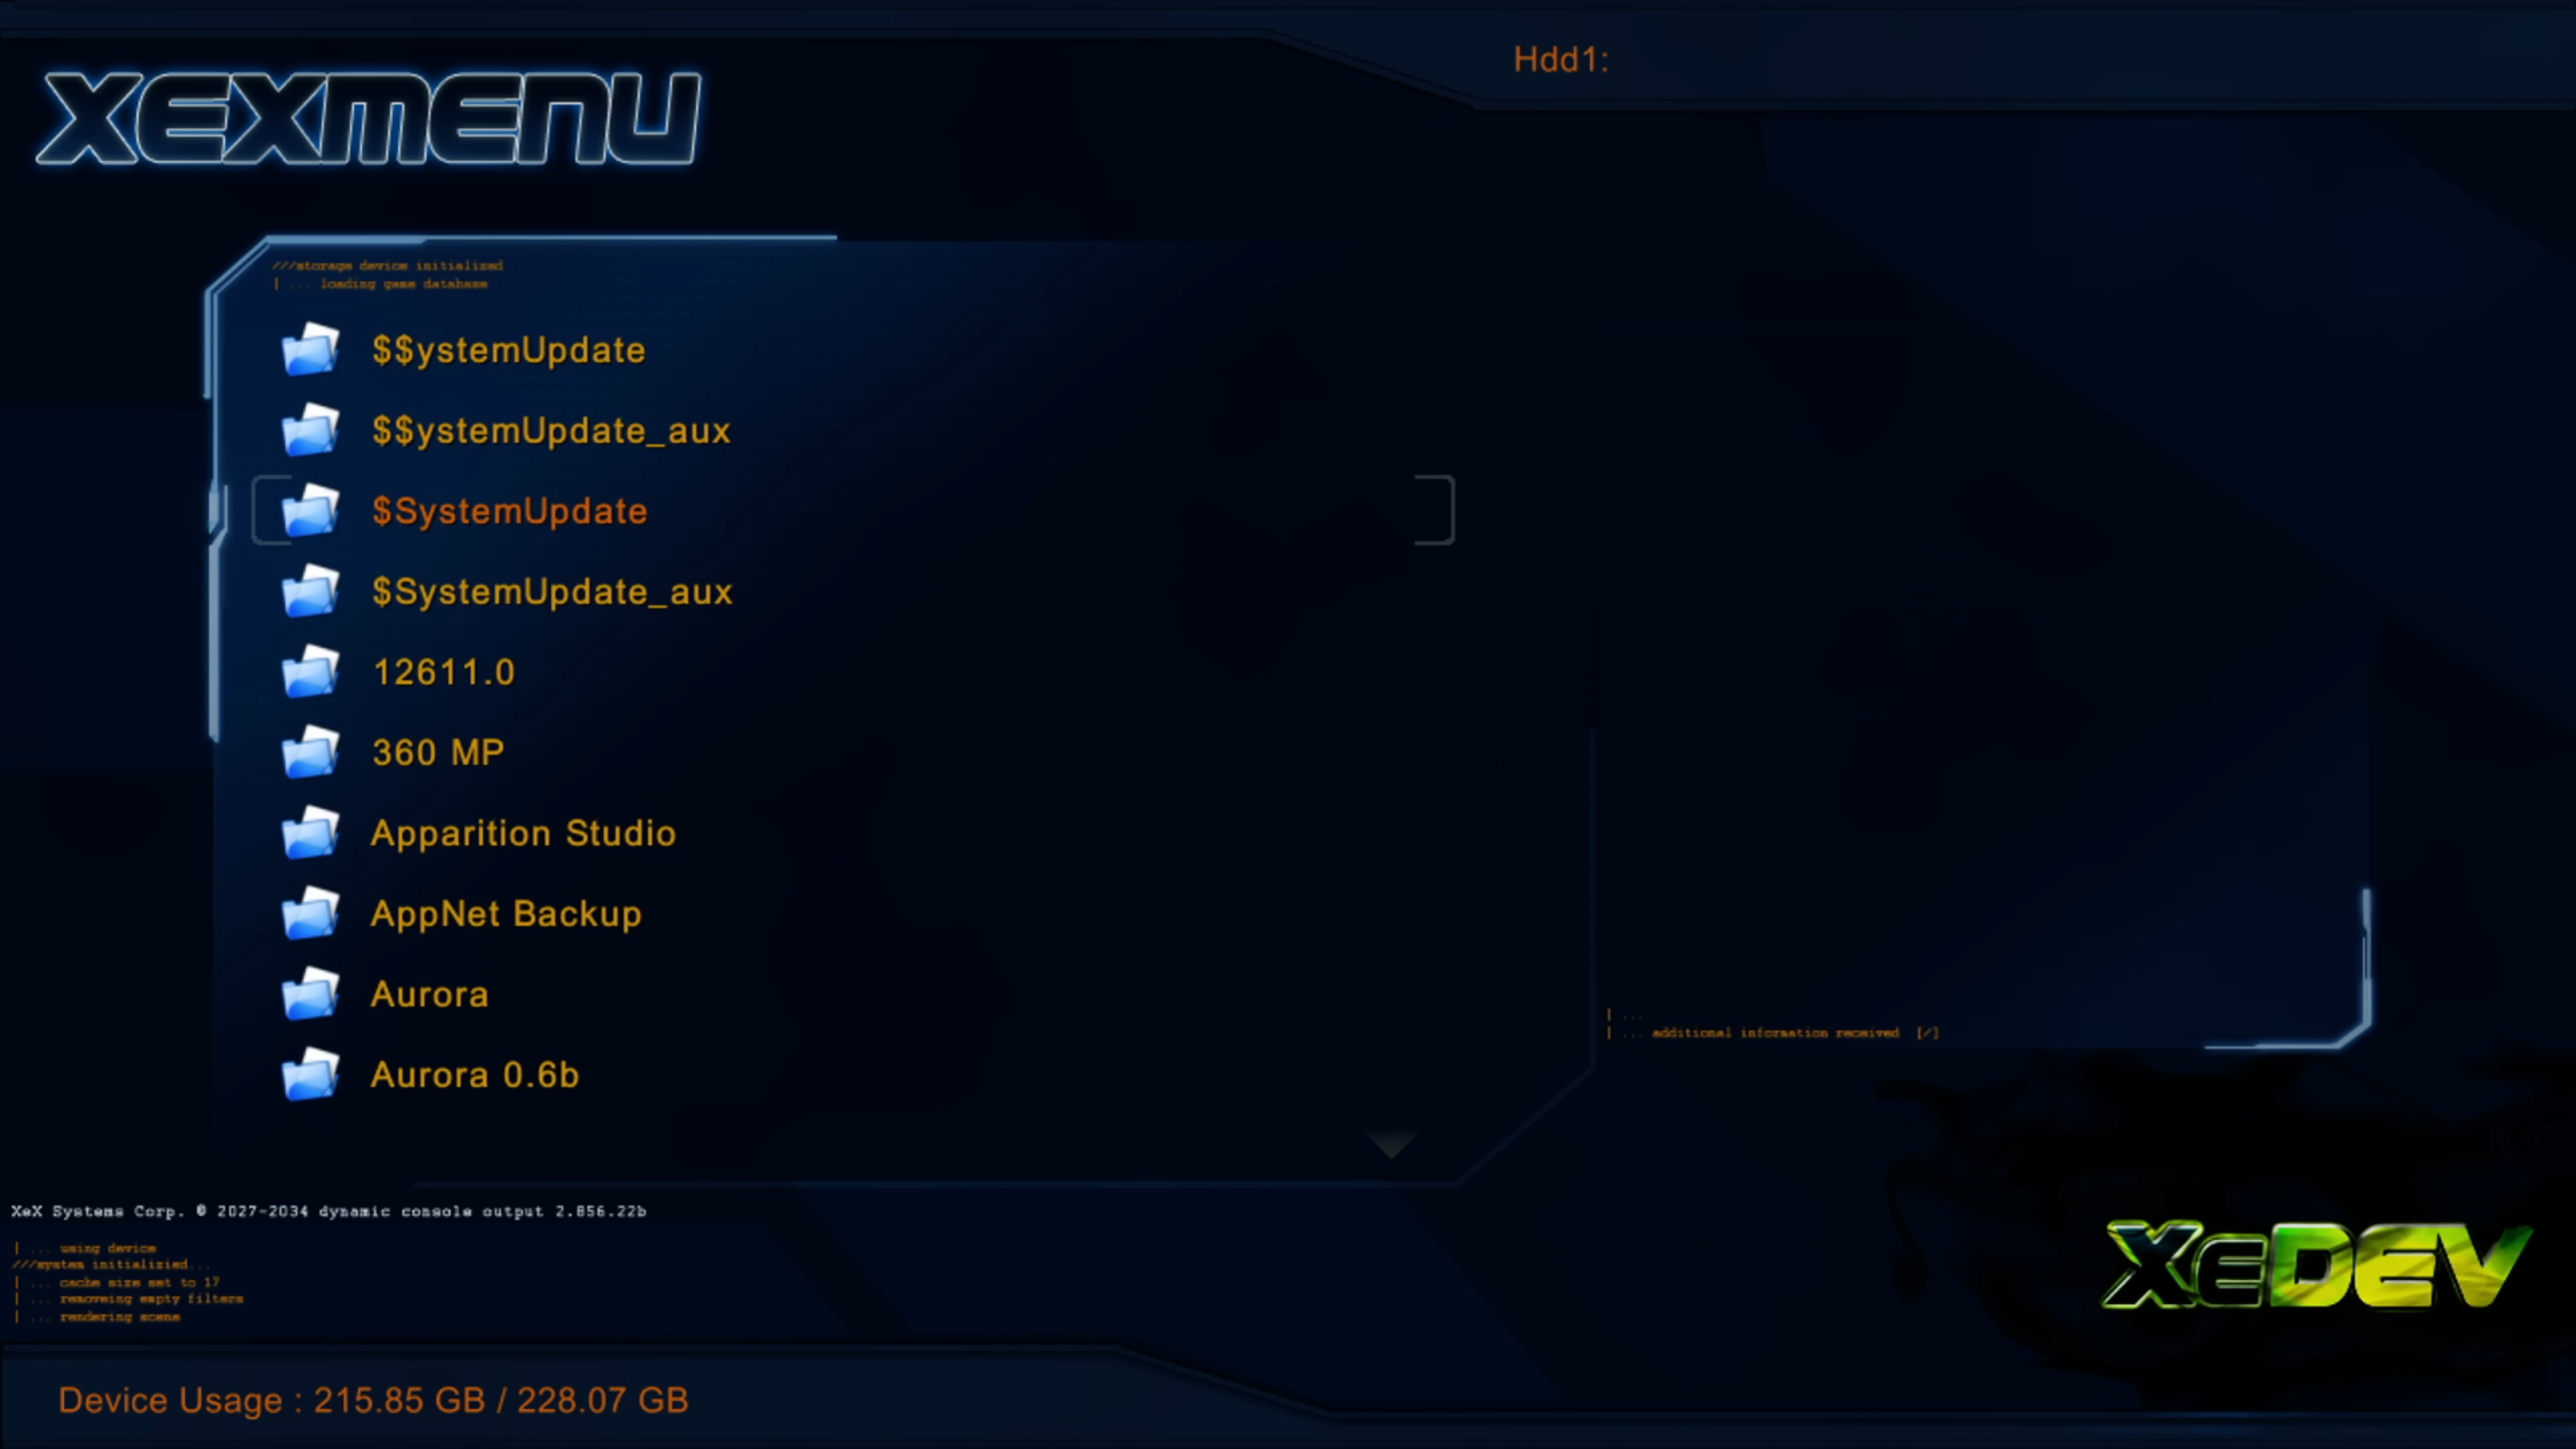 Hdd1:
XEXMENU
///storage device initialized
| ... loading game database
$$ystemUpdate
$$ystemUpdate_aux
$SystemUpdate
$SystemUpdate_aux
12611.0
360 MP
Apparition Studio
AppNet Backup
Aurora
Aurora 0.6b
| ...
| ... additional information received [/]
XeX Systems Corp. © 2027-2034 dynamic console output 2.856.22b
| ... using device
///system initializied...
| ... cache size set to 17
| ... removeing empty filters
| ... rendering scene
XeDEV
Device Usage : 215.85 GB / 228.07 GB